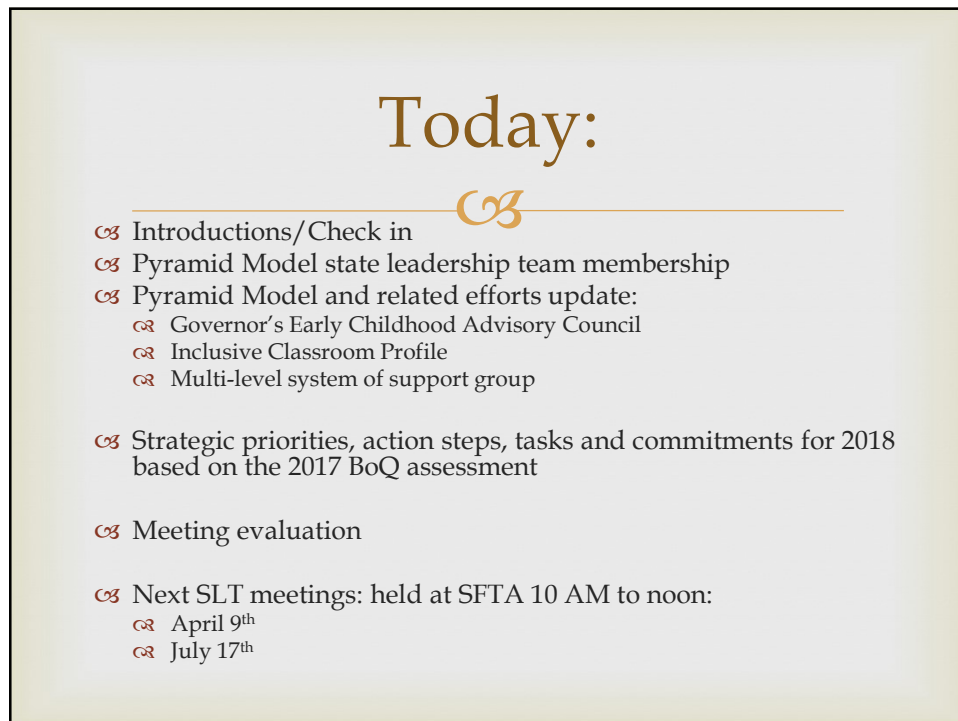 Today:
Introductions/Check in
Pyramid Model state leadership team membership
Pyramid Model and related efforts update:
Governor’s Early Childhood Advisory Council
Inclusive Classroom Profile
Multi-level system of support group
Strategic priorities, action steps, tasks and commitments for 2018
based on the 2017 BoQ assessment
Meeting evaluation
Next SLT meetings: held at SFTA 10 AM to noon:
April 9th
July 17th